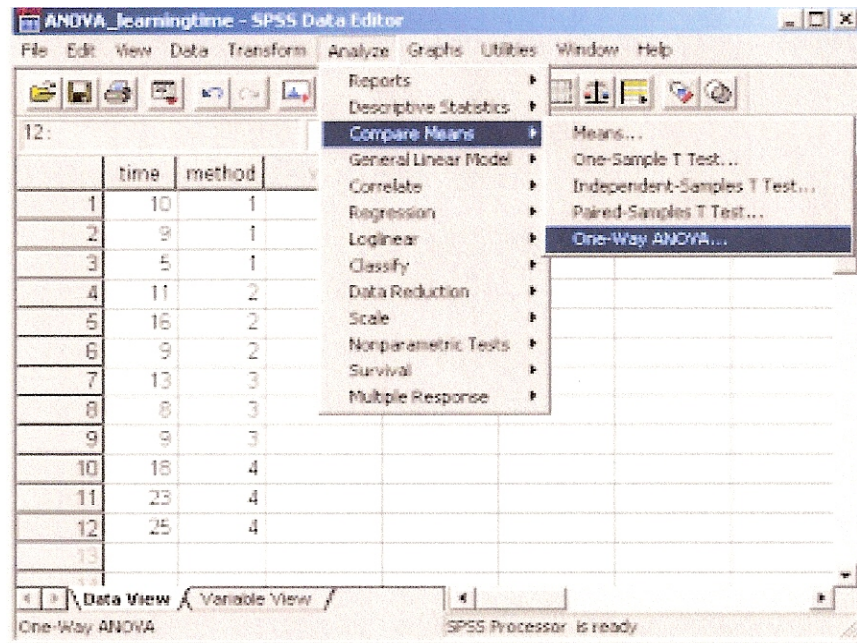 ANOVA_learningtime - SPSS Data Editor
File Edit View Data Transform Analyze Graphs Utilities Window Help
12:
Reports
Descriptive Statistics
Compare Means
General Linear Model
Correlate
Regression
Loglinear
Classify
Data Reduction
Scale
Nonparametric Tests
Survival
Multiple Response
Means...
One-Sample T Test...
Independent-Samples T Test...
Paired-Samples T Test...
One-Way ANOVA...
time method v
1 10 1
2 9 1
3 5 1
4 11 2
5 16 2
6 9 2
7 13 3
8 8 3
9 9 3
10 18 4
11 23 4
12 25 4
13
Data View Variable View
One-Way ANOVA SPSS Processor is ready